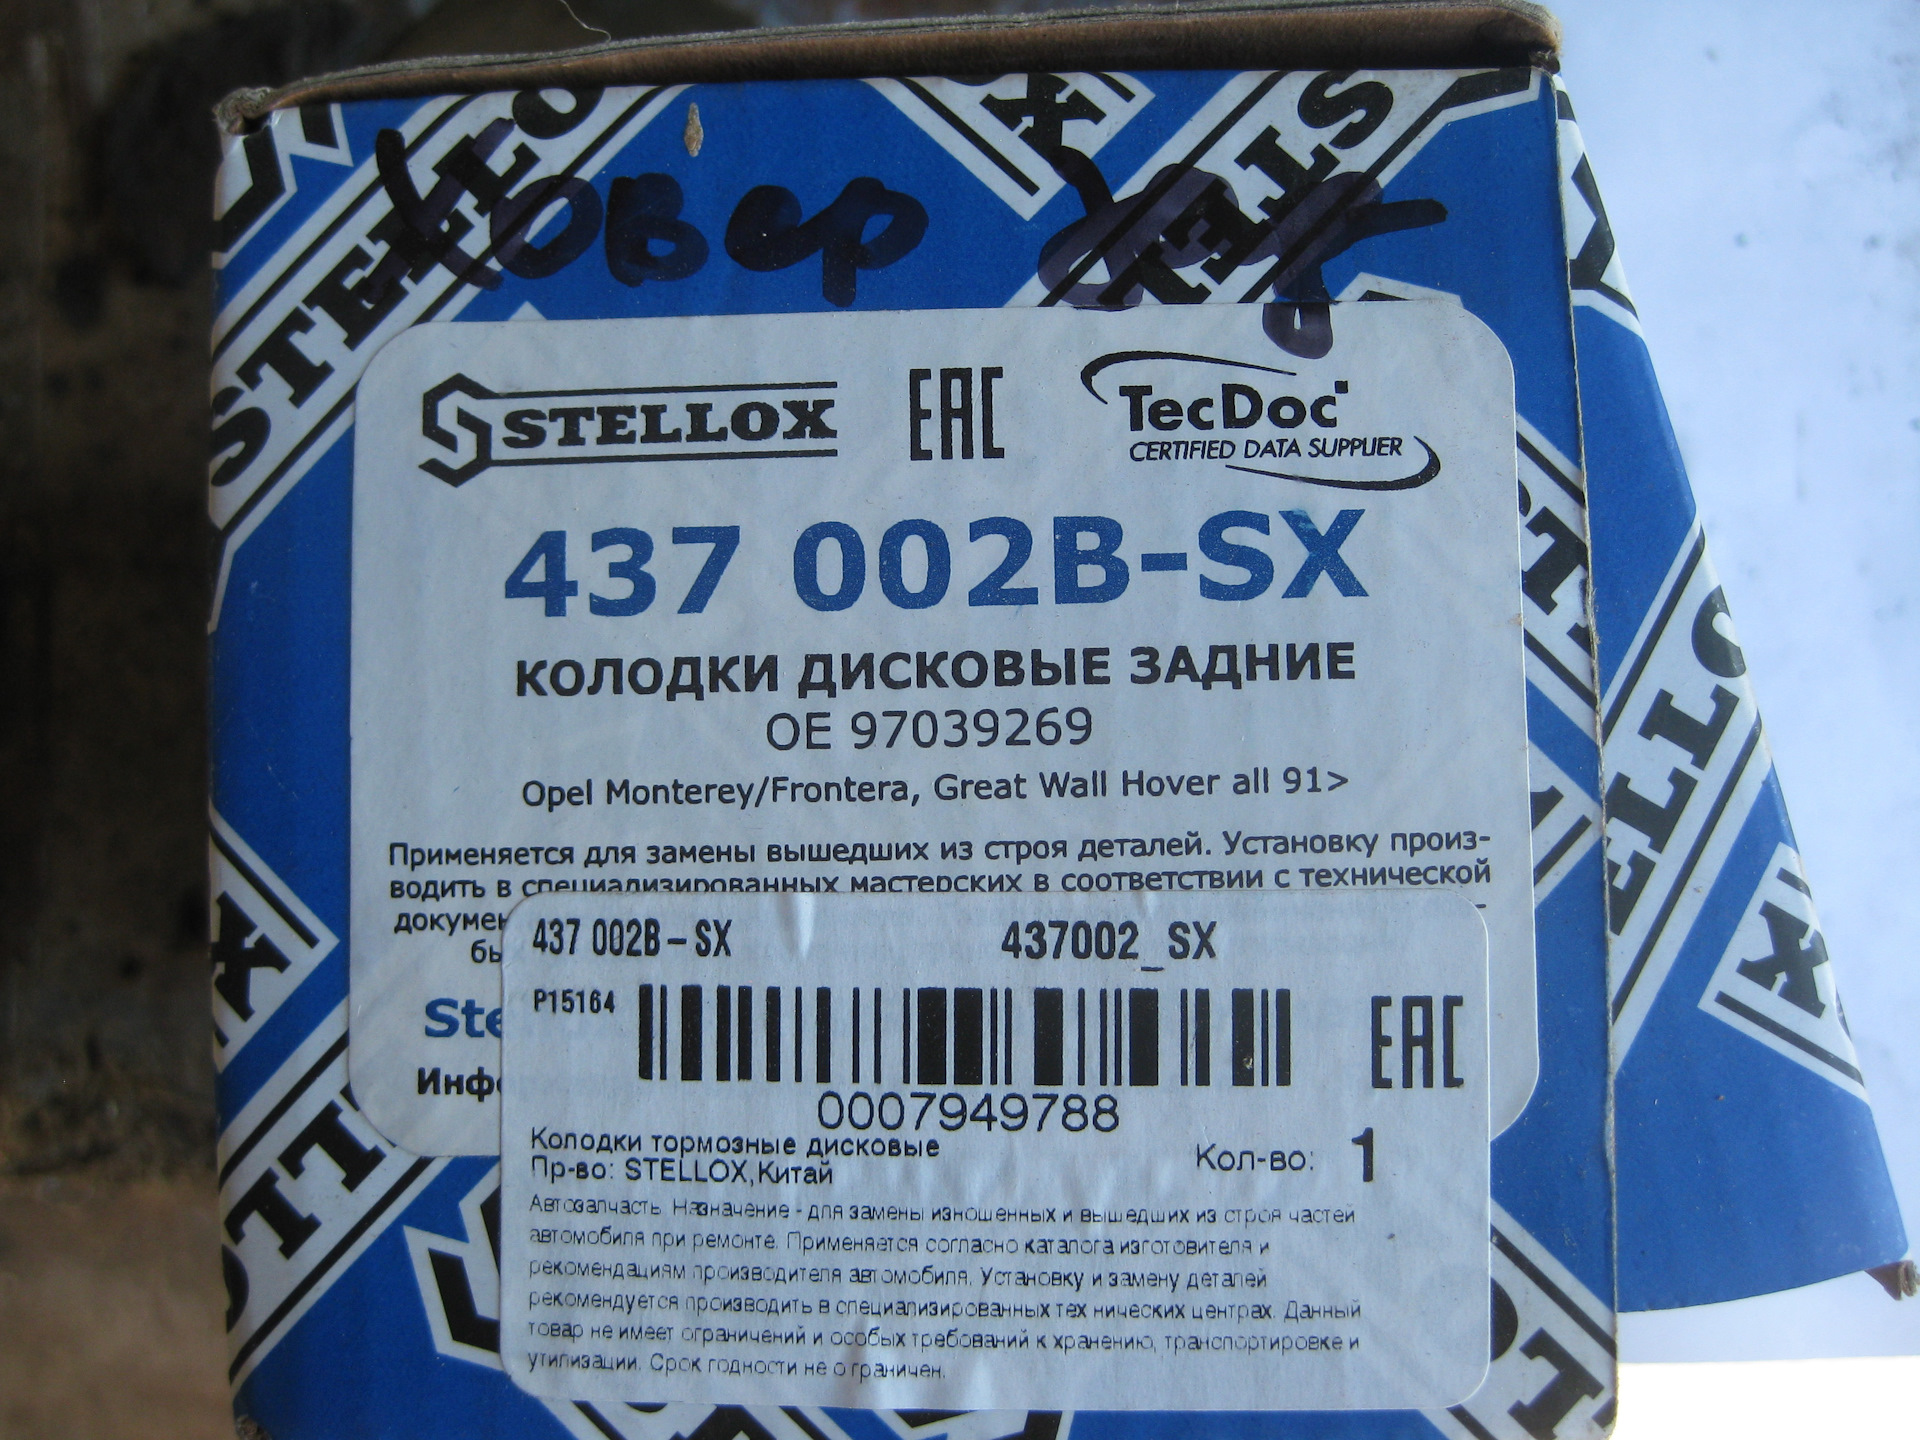 Ховер
STELLOX
EAC
TecDoc
CERTIFIED DATA SUPPLIER
437 002B-SX
КОЛОДКИ ДИСКОВЫЕ ЗАДНИЕ
OE 97039269
Opel Monterey/Frontera, Great Wall Hover all 91>
Применяется для замены вышедших из строя деталей. Установку произ-
водить в специализированных мастерских в соответствии с технической
437 002B-SX 437002_SX
P15164
EAC
0007949788
Колодки тормозные дисковые
Пр-во: STELLOX,Китай
Кол-во: 1
Автозапчасть. Назначение - для замены изношенных и вышедших из строя частей
автомобиля при ремонте. Применяется согласно каталога изготовителя и
рекомендациям производителя автомобиля. Установку и замену деталей
рекомендуется производить в специализированных технических центрах. Данный
товар не имеет ограничений и особых требований к хранению, транспортировке и
утилизации. Срок годности не ограничен.